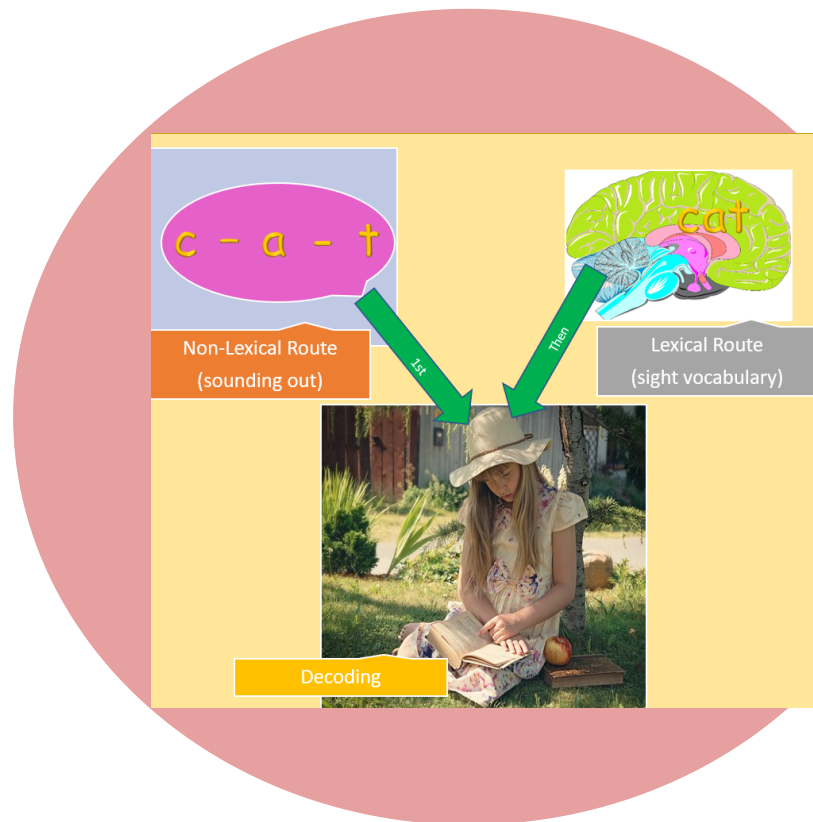 c - a - t
cat
Non-Lexical Route
(sounding out)
1st
Then
Lexical Route
(sight vocabulary)
Decoding